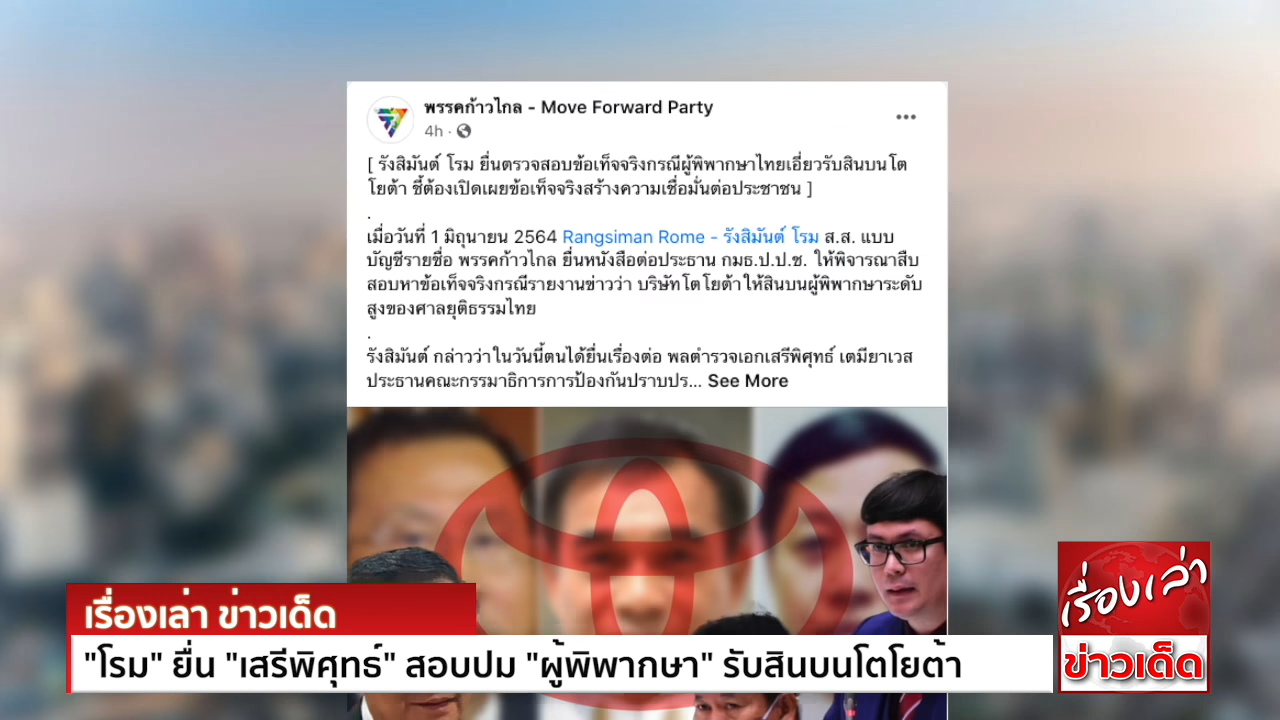 พรรคก้าวไกล - Move Forward Party
4h ·
[ รังสิมันต์ โรม ยื่นตรวจสอบข้อเท็จจริงกรณีผู้พิพากษาไทยเอี่ยวรับสินบนโต
โยต้า ชี้ต้องเปิดเผยข้อเท็จจริงสร้างความเชื่อมั่นต่อประชาชน ]
.
เมื่อวันที่ 1 มิถุนายน 2564 Rangsiman Rome - รังสิมันต์ โรม ส.ส. แบบ
บัญชีรายชื่อ พรรคก้าวไกล ยื่นหนังสือต่อประธาน กมธ.ป.ป.ช. ให้พิจารณาสืบ
สอบหาข้อเท็จจริงกรณีรายงานข่าวว่า บริษัทโตโยต้าให้สินบนผู้พิพากษาระดับ
สูงของศาลยุติธรรมไทย
.
รังสิมันต์ กล่าวว่าในวันนี้ตนได้ยื่นเรื่องต่อ พลตำรวจเอกเสรีพิศุทธ์ เตมียาเวส
ประธานคณะกรรมาธิการการป้องกันปราบปร... See More
เรื่องเล่า ข่าวเด็ด
"โรม" ยื่น "เสรีพิศุทธ์" สอบปม "ผู้พิพากษา" รับสินบนโตโยต้า
เรื่องเล่า
ข่าวเด็ด